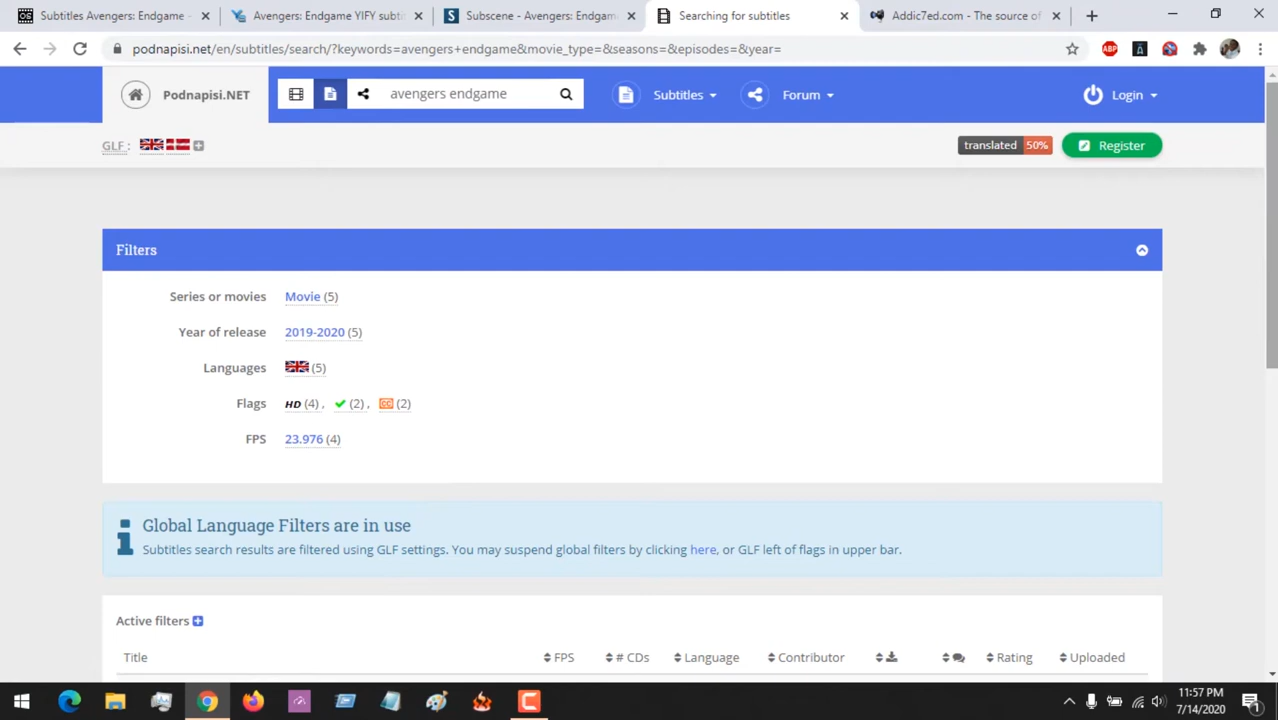 Subtitles Avengers: Endgame - Avengers: Endgame YIFY subti Subscene - Avengers: Endgam Searching for subtitles Addic7ed.com - The source of
podnapisi.net/en/subtitles/search/?keywords=avengers+endgame&movie_type=&seasons=&episodes=&year= ABP
Podnapisi.NET avengers endgame Subtitles Forum Login
GLF : translated 50% Register
Filters
Series or movies Movie (5)
Year of release 2019-2020 (5)
Languages (5)
Flags HD (4) , (2) , CC (2)
FPS 23.976 (4)
Global Language Filters are in use
Subtitles search results are filtered using GLF settings. You may suspend global filters by clicking here, or GLF left of flags in upper bar.
Active filters
Title FPS # CDs Language Contributor Rating Uploaded
11:57 PM
7/14/2020